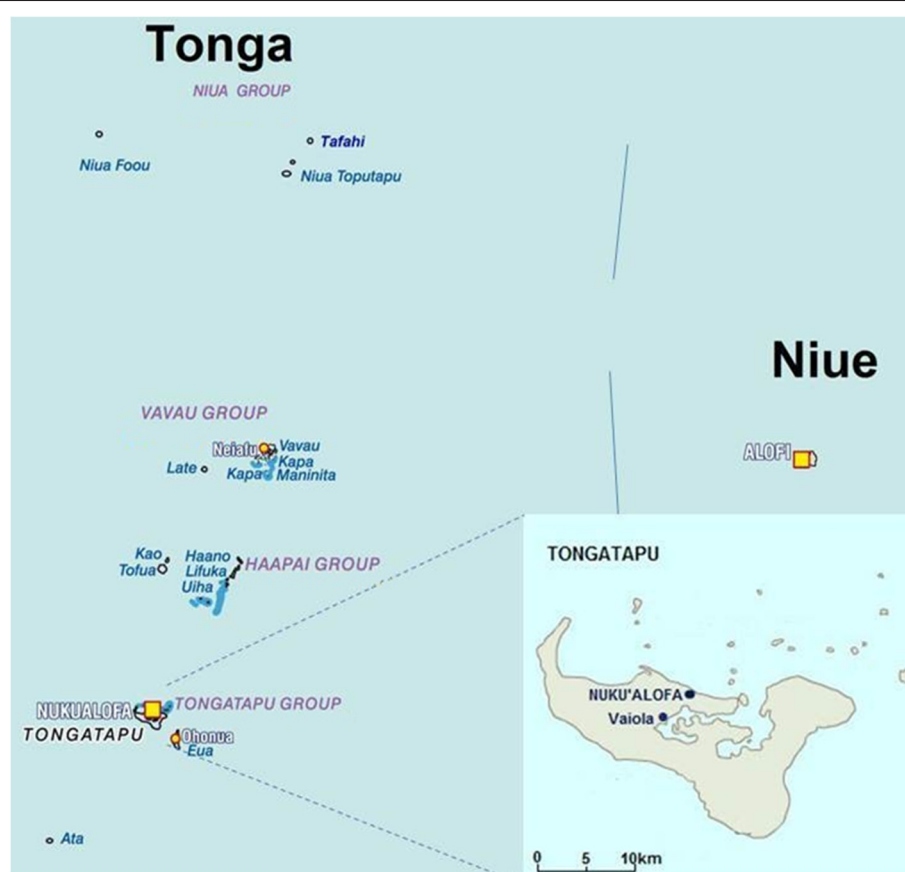 Tonga
NIUA GROUP
Tafahi
Niua Foou
Niua Toputapu
Niue
VAVAU GROUP
Neiafu
Vavau
ALOFI
Kapa
Late
Kapa
Maninita
Kao
Haano
HAAPAI GROUP
Tofua
Lifuka
Uiha
TONGATAPU
NUKU'ALOFA
Vaiola
NUKUALOFA
TONGATAPU GROUP
TONGATAPU
Ohonua
Eua
Ata
0 5 10km